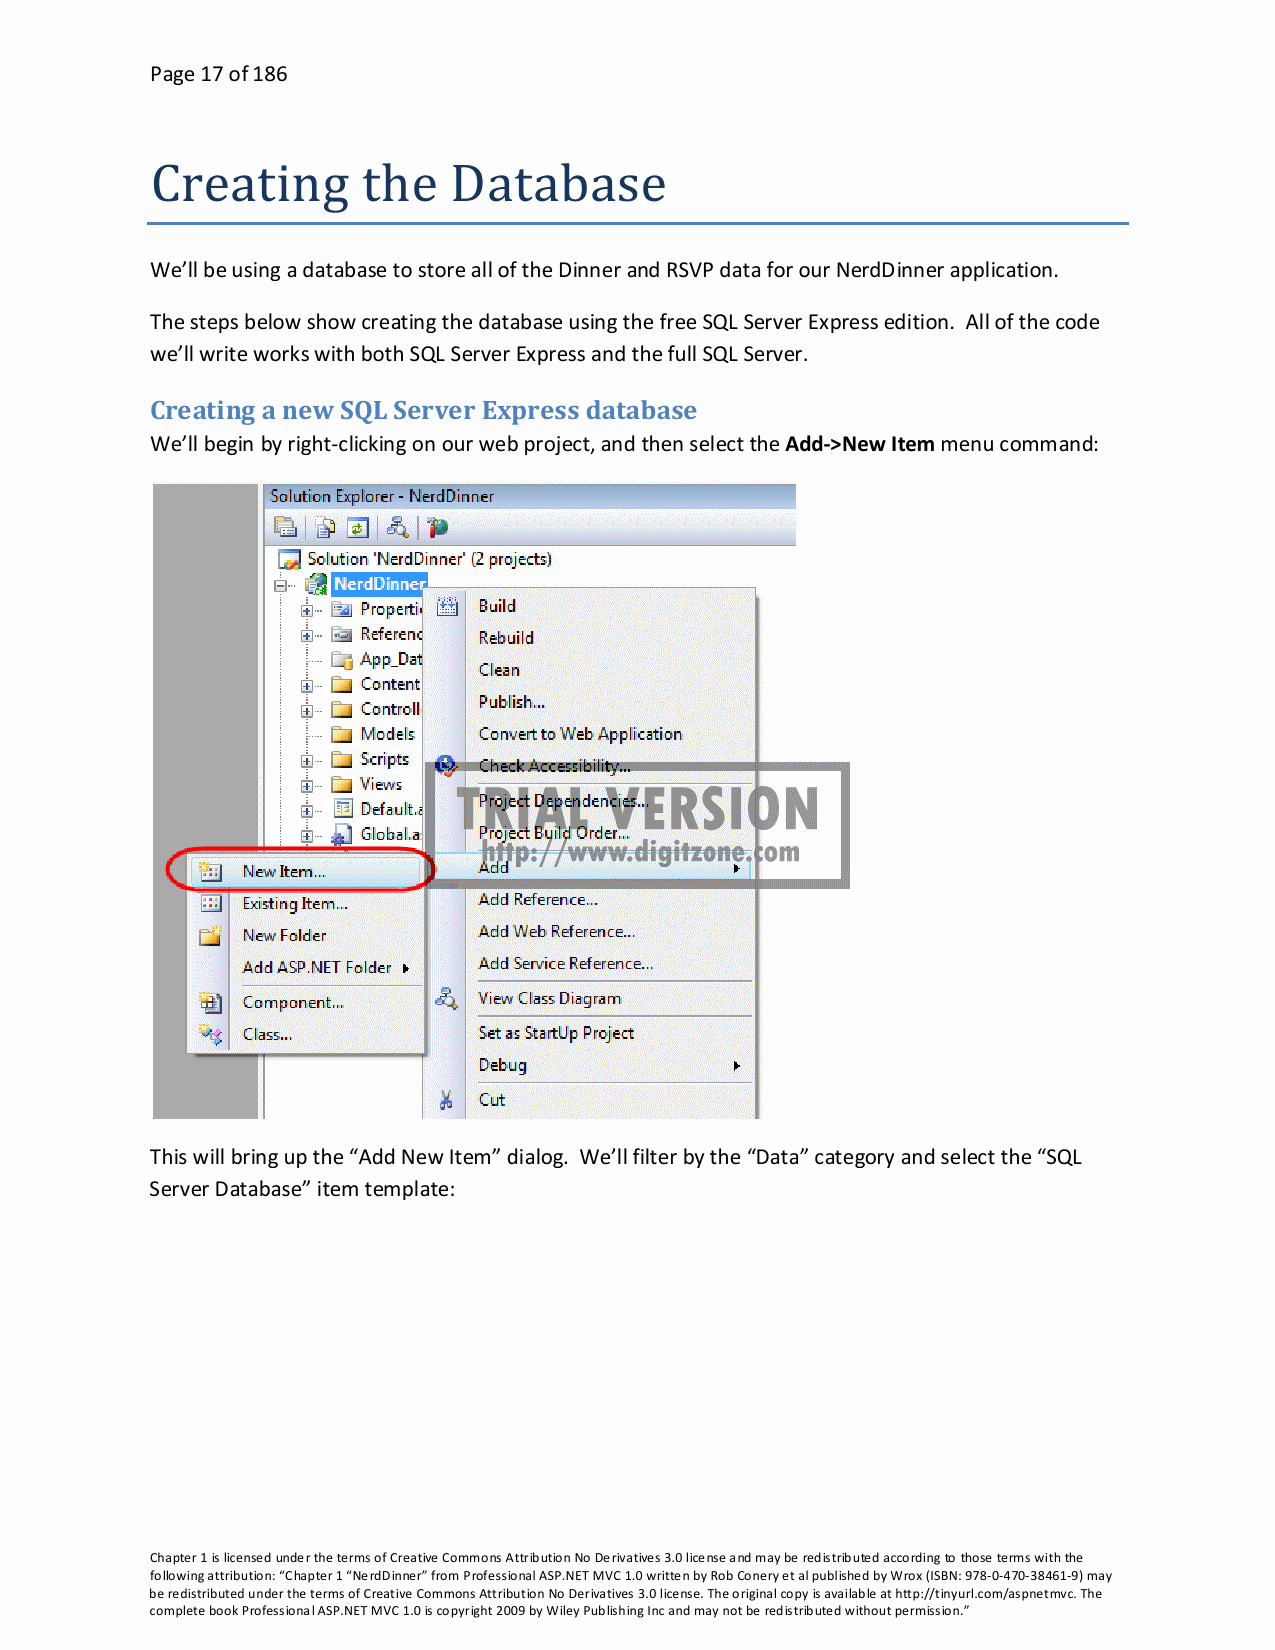 Page 17 of 186
Creating the Database
We’ll be using a database to store all of the Dinner and RSVP data for our NerdDinner application.
The steps below show creating the database using the free SQL Server Express edition.  All of the code
we’ll write works with both SQL Server Express and the full SQL Server.
Creating a new SQL Server Express database
We’ll begin by right-clicking on our web project, and then select the Add->New Item menu command:
Solution Explorer - NerdDinner
Solution 'NerdDinner' (2 projects)
NerdDinner
Properti
Referenc
App_Dat
Content
Controll
Models
Scripts
Views
Default.a
Global.a
Build
Rebuild
Clean
Publish...
Convert to Web Application
Check Accessibility...
Project Dependencies...
Project Build Order...
Add
Add Reference...
Add Web Reference...
Add Service Reference...
View Class Diagram
Set as StartUp Project
Debug
Cut
New Item...
Existing Item...
New Folder
Add ASP.NET Folder
Component...
Class...
TRIAL VERSION
http://www.digitzone.com
This will bring up the “Add New Item” dialog.  We’ll filter by the “Data” category and select the “SQL
Server Database” item template:
Chapter 1 is licensed under the terms of Creative Commons Attribution No Derivatives 3.0 license and may be redistributed according to those terms with the
following attribution: “Chapter 1 “NerdDinner” from Professional ASP.NET MVC 1.0 written by Rob Conery et al published by Wrox (ISBN: 978-0-470-38461-9) may
be redistributed under the terms of Creative Commons Attribution No Derivatives 3.0 license. The original copy is available at http://tinyurl.com/aspnetmvc. The
complete book Professional ASP.NET MVC 1.0 is copyright 2009 by Wiley Publishing Inc and may not be redistributed without permission.”